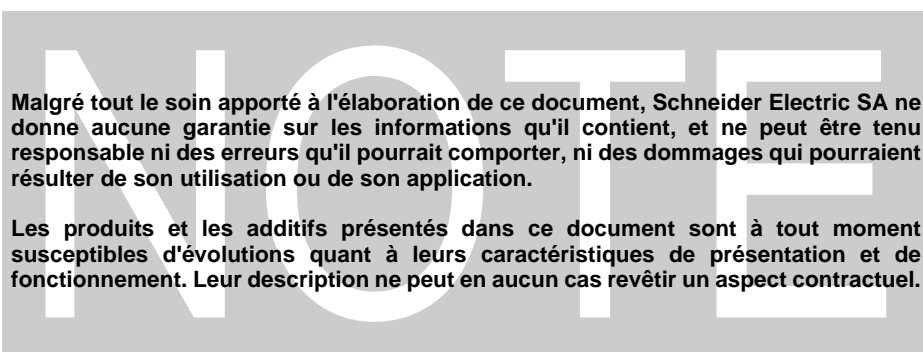 NOTE
Malgré tout le soin apporté à l'élaboration de ce document, Schneider Electric SA ne
donne aucune garantie sur les informations qu'il contient, et ne peut être tenu
responsable ni des erreurs qu'il pourrait comporter, ni des dommages qui pourraient
résulter de son utilisation ou de son application.
Les produits et les additifs présentés dans ce document sont à tout moment
susceptibles d'évolutions quant à leurs caractéristiques de présentation et de
fonctionnement. Leur description ne peut en aucun cas revêtir un aspect contractuel.